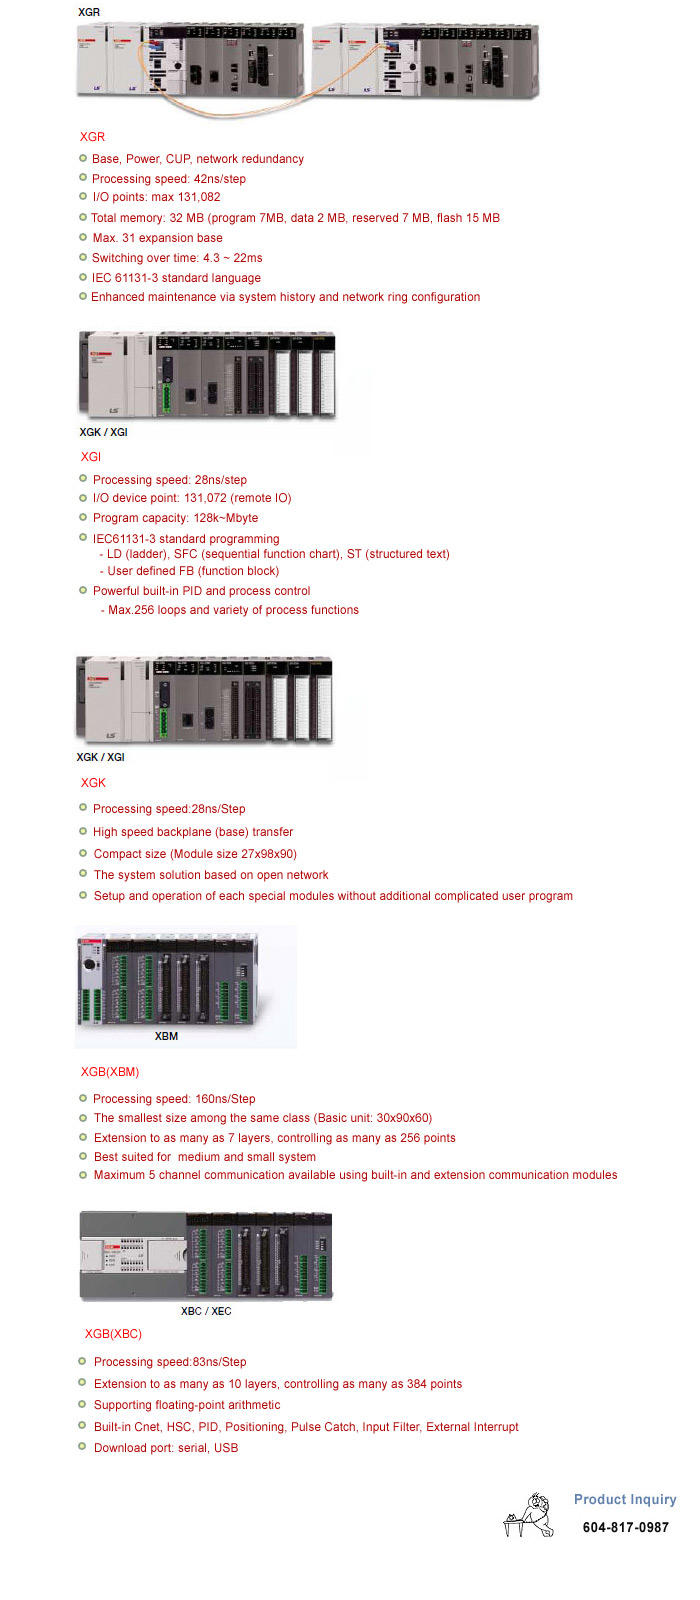 XGR
XGR
Base, Power, CUP, network redundancy
Processing speed: 42ns/step
I/O points: max 131,082
Total memory: 32 MB (program 7MB, data 2 MB, reserved 7 MB, flash 15 MB
Max. 31 expansion base
Switching over time: 4.3 ~ 22ms
IEC 61131-3 standard language
Enhanced maintenance via system history and network ring configuration
XGK / XGI
XGI
Processing speed: 28ns/step
I/O device point: 131,072 (remote IO)
Program capacity: 128k~Mbyte
IEC61131-3 standard programming
- LD (ladder), SFC (sequential function chart), ST (structured text)
- User defined FB (function block)
Powerful built-in PID and process control
- Max.256 loops and variety of process functions
XGK / XGI
XGK
Processing speed:28ns/Step
High speed backplane (base) transfer
Compact size (Module size 27x98x90)
The system solution based on open network
Setup and operation of each special modules without additional complicated user program
XBM
XGB(XBM)
Processing speed: 160ns/Step
The smallest size among the same class (Basic unit: 30x90x60)
Extension to as many as 7 layers, controlling as many as 256 points
Best suited for  medium and small system
Maximum 5 channel communication available using built-in and extension communication modules
XBC / XEC
XGB(XBC)
Processing speed:83ns/Step
Extension to as many as 10 layers, controlling as many as 384 points
Supporting floating-point arithmetic
Built-in Cnet, HSC, PID, Positioning, Pulse Catch, Input Filter, External Interrupt
Download port: serial, USB
Product Inquiry
604-817-0987